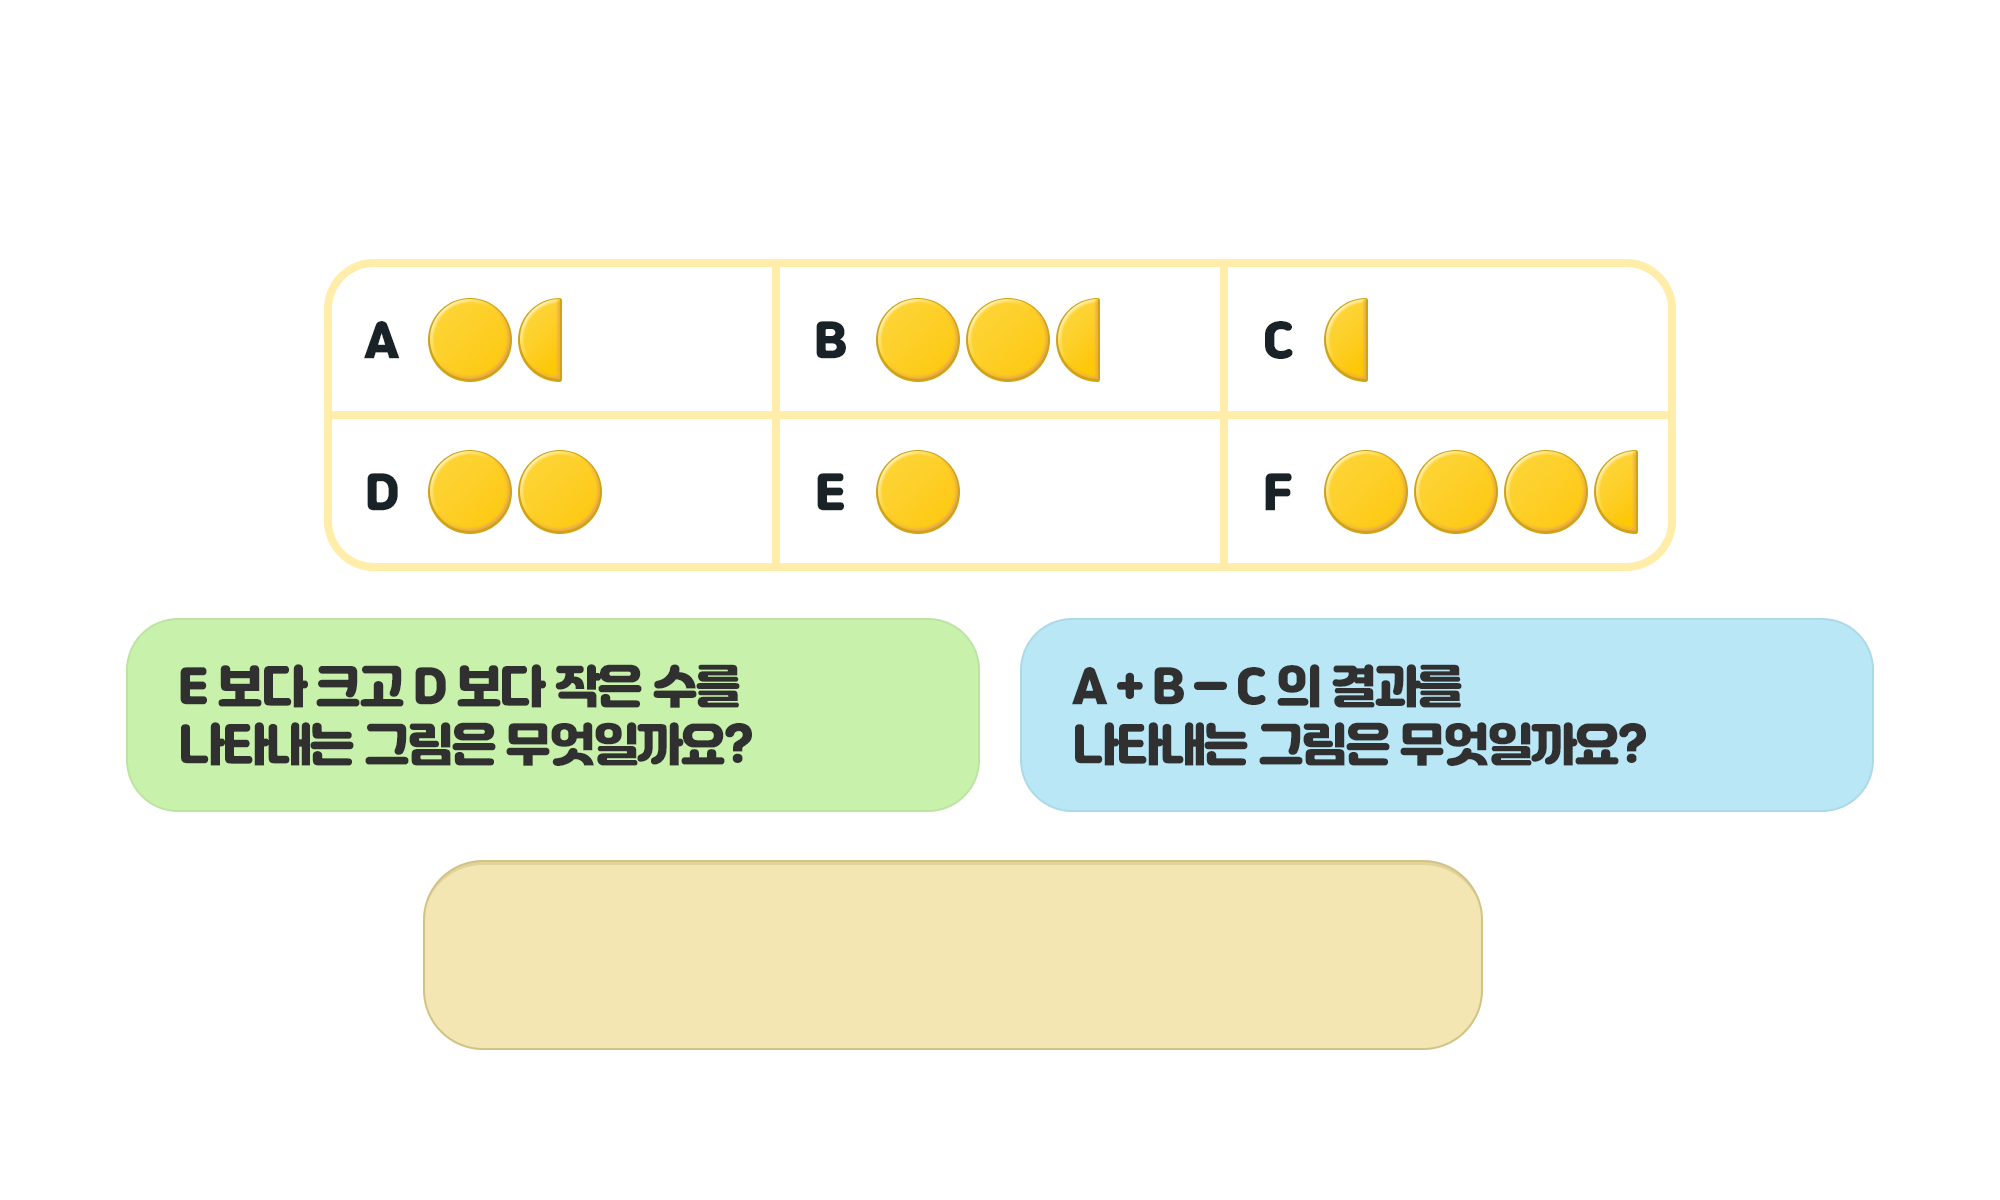 A
B
C
D
E
F
E 보다 크고 D 보다 작은 수를
나타내는 그림은 무엇일까요?
A + B – C 의 결과를
나타내는 그림은 무엇일까요?